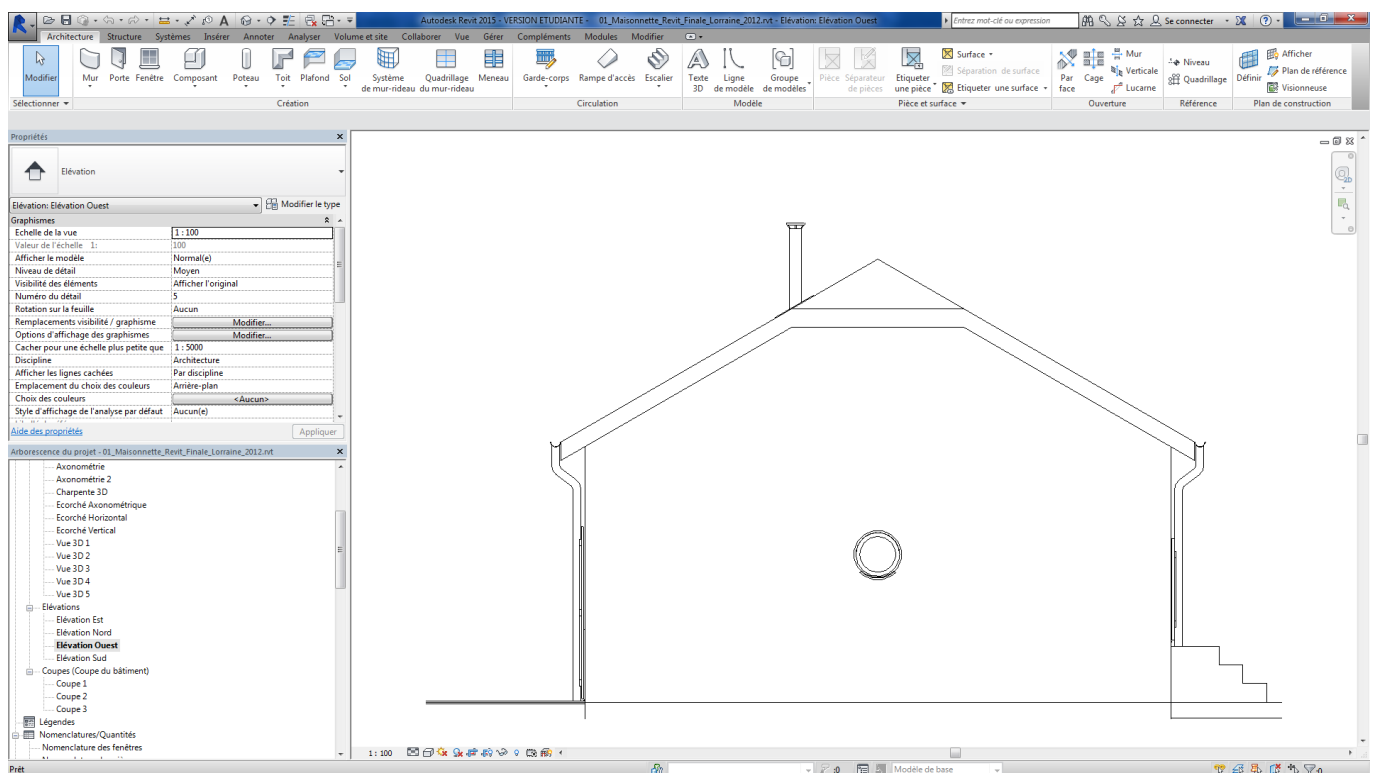 Autodesk Revit 2015 - VERSION ETUDIANTE - 01_Maisonnette_Revit_Finale_Lorraine_2012.rvt - Elévation: Elévation Ouest
Entrez mot-clé ou expression
Se connecter
Architecture Structure Systèmes Insérer Annoter Analyser Volume et site Collaborer Vue Gérer Compléments Modules Modifier
Modifier Mur Porte Fenêtre Composant Poteau Toit Plafond Sol Système de mur-rideau Quadrillage du mur-rideau Meneau Garde-corps Rampe d'accès Escalier Texte 3D Ligne de modèle Groupe de modèles Pièce Séparateur de pièces Etiqueter une pièce
Surface
Séparation de surface
Etiqueter une surface
Par face Cage
Mur
Verticale
Lucarne
Niveau
Quadrillage
Définir
Afficher
Plan de référence
Visionneuse
Sélectionner Création Circulation Modèle Pièce et surface Ouverture Référence Plan de construction
Propriétés
Elévation
Elévation: Elévation Ouest Modifier le type
Graphismes
Echelle de la vue 1 : 100
Valeur de l'échelle 1: 100
Afficher le modèle Normal(e)
Niveau de détail Moyen
Visibilité des éléments Afficher l'original
Numéro du détail 5
Rotation sur la feuille Aucun
Remplacements visibilité / graphisme Modifier...
Options d'affichage des graphismes Modifier...
Cacher pour une échelle plus petite que 1 : 5000
Discipline Architecture
Afficher les lignes cachées Par discipline
Emplacement du choix des couleurs Arrière-plan
Choix des couleurs <Aucun>
Style d'affichage de l'analyse par défaut Aucun(e)
Aide des propriétés Appliquer
Arborescence du projet - 01_Maisonnette_Revit_Finale_Lorraine_2012.rvt
Axonométrie
Axonométrie 2
Charpente 3D
Ecorché Axonométrique
Ecorché Horizontal
Ecorché Vertical
Vue 3D 1
Vue 3D 2
Vue 3D 3
Vue 3D 4
Vue 3D 5
Elévations
Elévation Est
Elévation Nord
Elévation Ouest
Elévation Sud
Coupes (Coupe du bâtiment)
Coupe 1
Coupe 2
Coupe 3
Légendes
Nomenclatures/Quantités
Nomenclature des fenêtres
2D
1 : 100
Prêt
:0
Modèle de base
:0